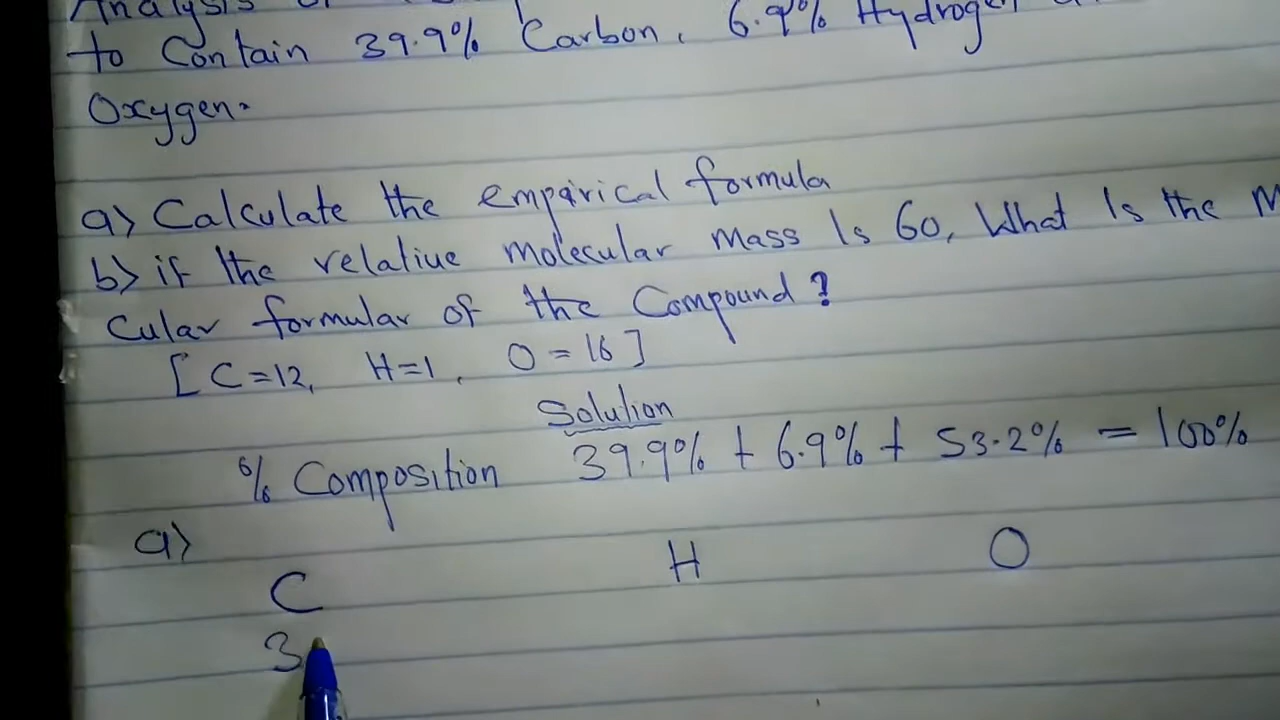 Analysis of
to Contain 39.9% Carbon, 6.9% Hydrogen
Oxygen.
a) Calculate the empirical formula
b) if the relative molecular mass Is 60, What Is the M
cular formular of the Compound?
[C=12, H=1, O=16]
Solution
% Composition 39.9% + 6.9% + 53.2% = 100%
a)
C H O
3